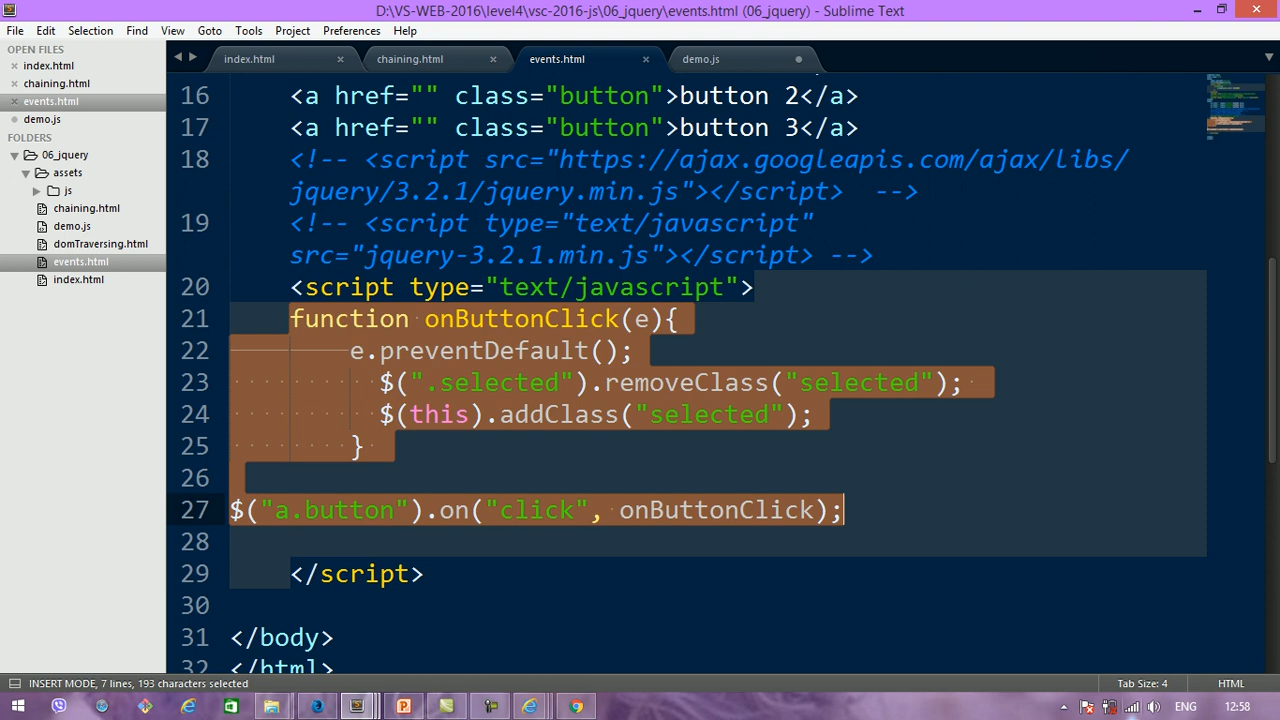 D:\VS-WEB-2016\level4\vsc-2016-js\06_jquery\events.html (06_jquery) - Sublime Text
File Edit Selection Find View Goto Tools Project Preferences Help
OPEN FILES
index.html
chaining.html
events.html
demo.js
FOLDERS
06_jquery
assets
js
chaining.html
demo.js
domTraversing.html
events.html
index.html
index.html chaining.html events.html demo.js
16 <a href="" class="button">button 2</a>
17 <a href="" class="button">button 3</a>
18 <!-- <script src="https://ajax.googleapis.com/ajax/libs/
jquery/3.2.1/jquery.min.js"></script> -->
19 <!-- <script type="text/javascript"
src="jquery-3.2.1.min.js"></script> -->
20 <script type="text/javascript">
21 function onButtonClick(e){
22 e.preventDefault();
23 $(".selected").removeClass("selected");
24 $(this).addClass("selected");
25 }
26
27 $("a.button").on("click", onButtonClick);
28
29 </script>
30
31 </body>
32 </html>
INSERT MODE, 7 lines, 193 characters selected Tab Size: 4 HTML
ENG 12:58